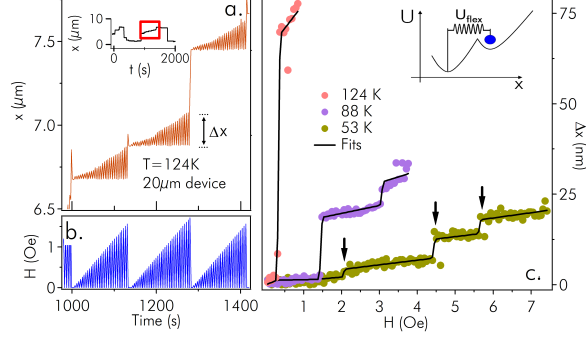 a.
x (μm)
7.5
7.0
6.5
x (μm)
10
5
0
0
2000
t (s)
Δx
T=124K
20μm device
b.
H (Oe)
1
0
1000
1200
1400
Time (s)
U
U_flex
x
124 K
88 K
53 K
Fits
c.
Δx (nm)
75
50
25
0
1
2
3
4
5
6
7
H (Oe)